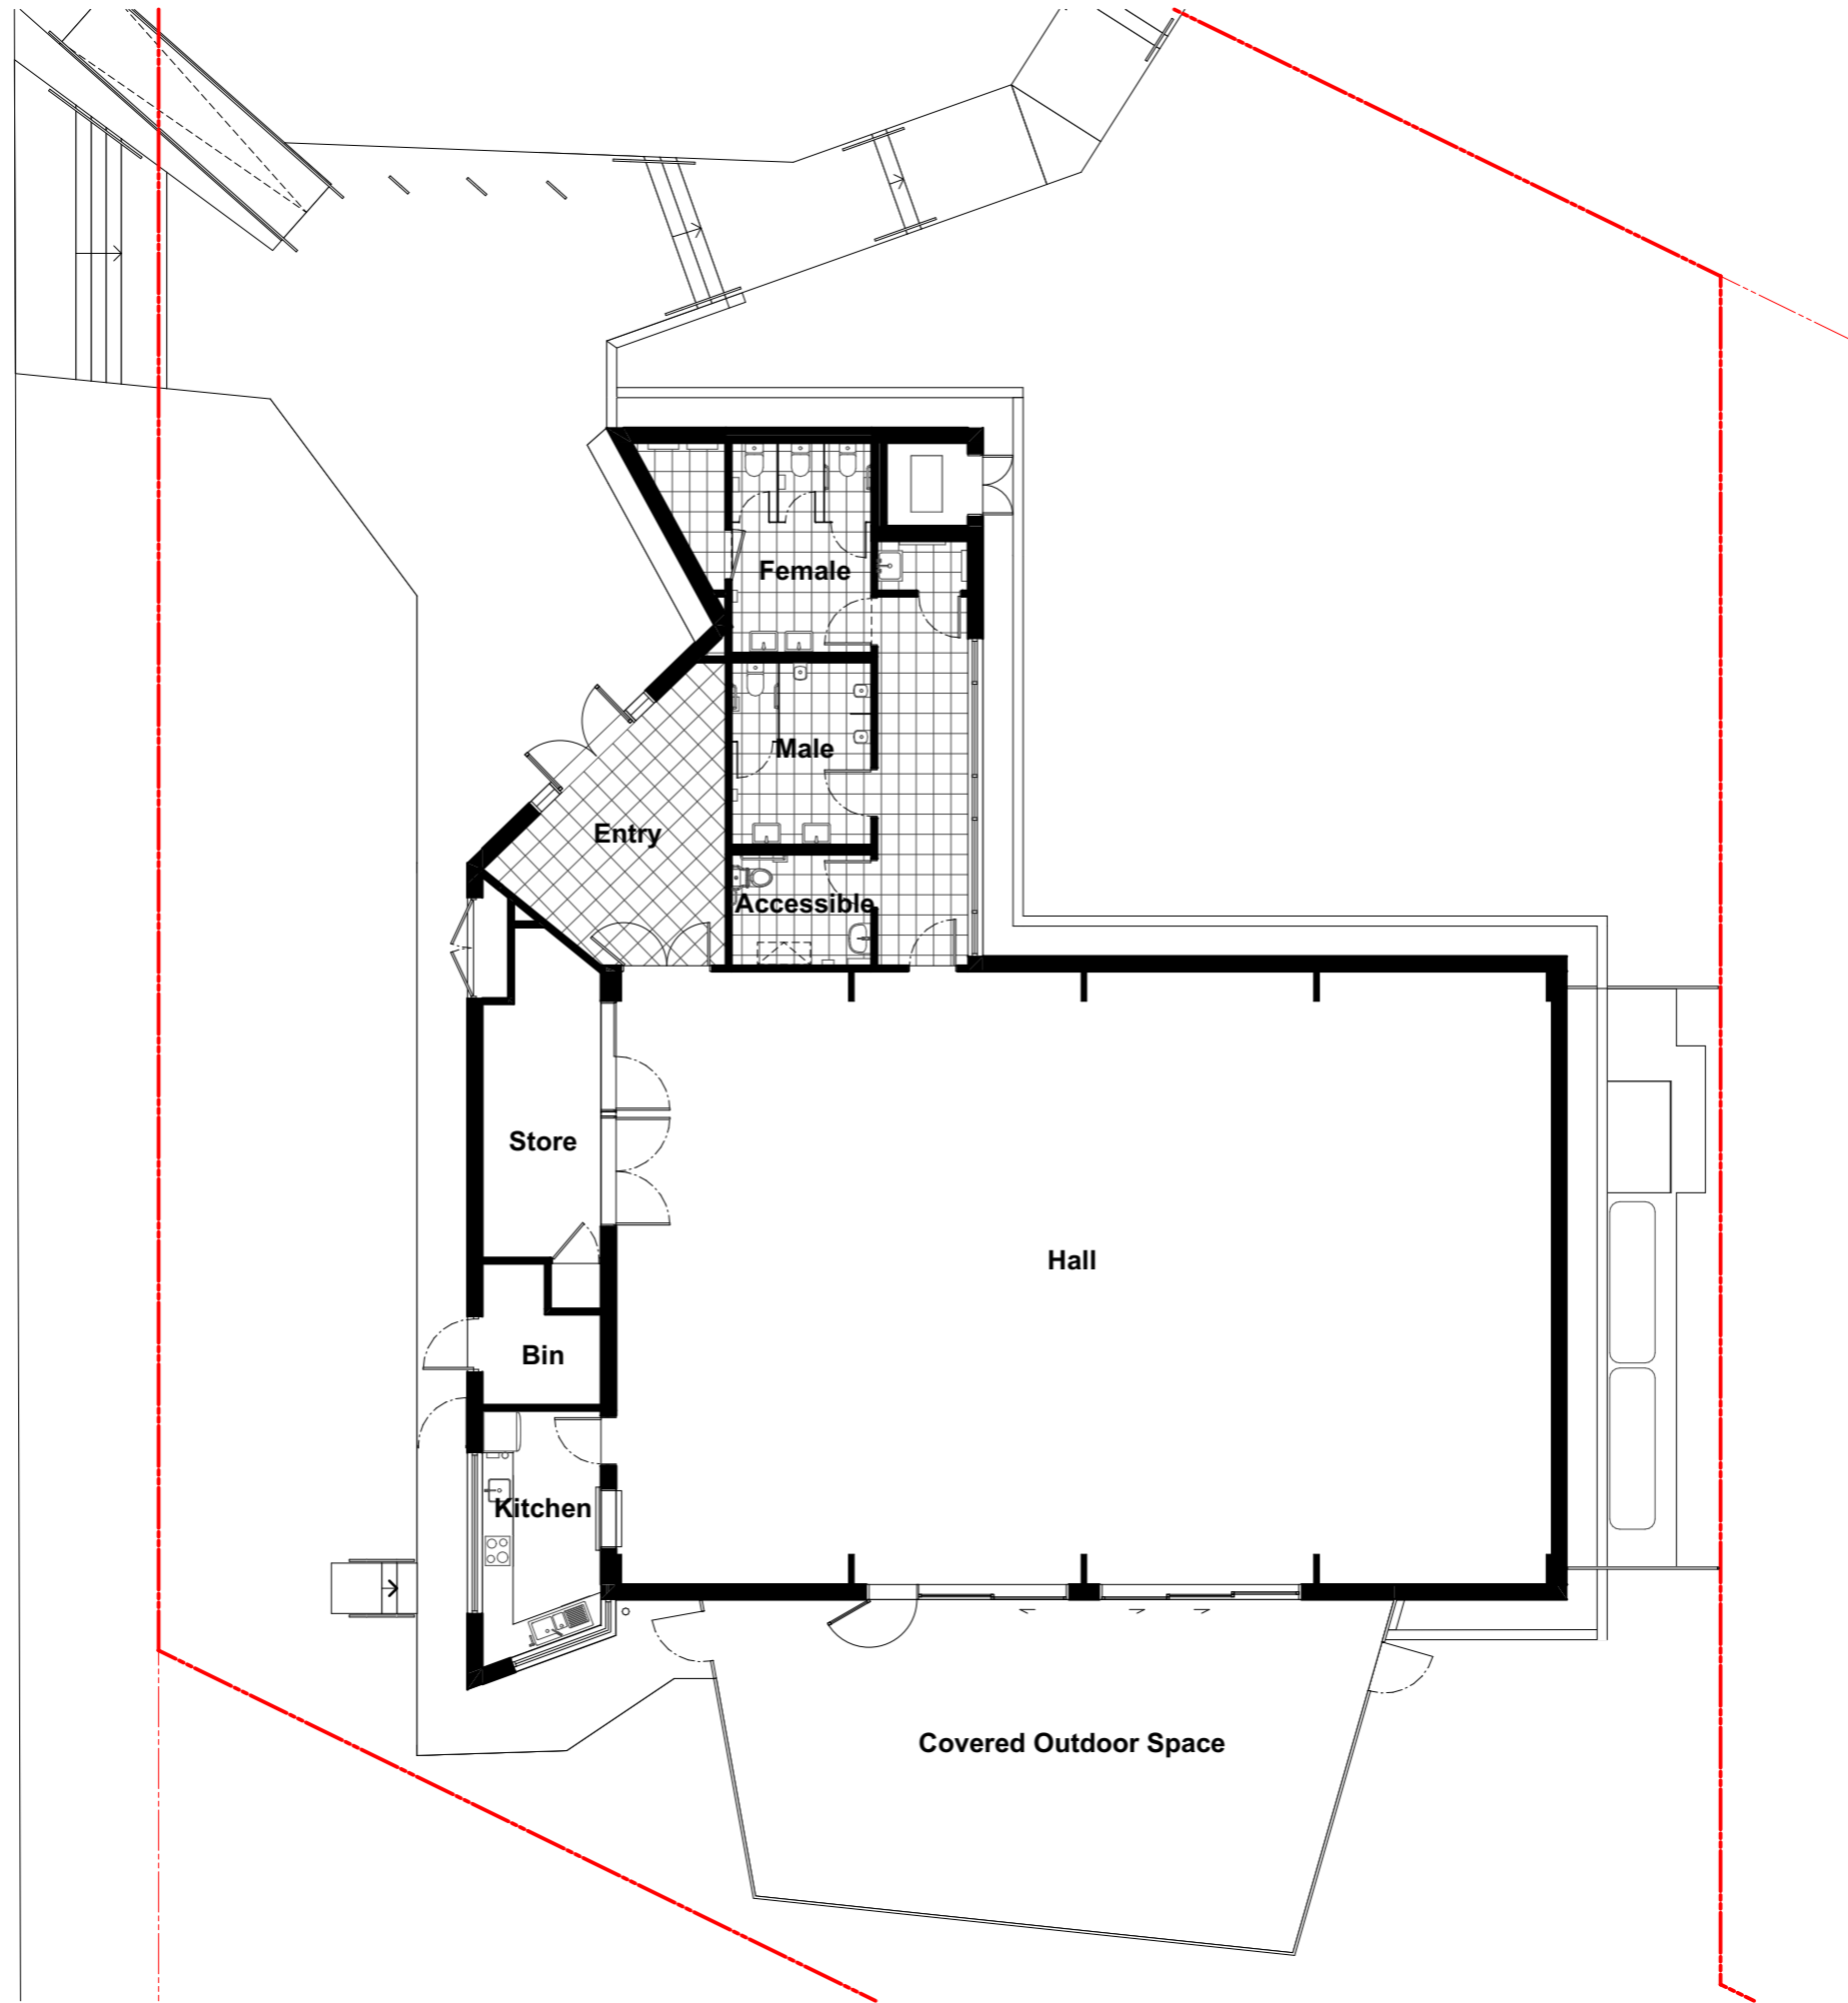 Female
Male
Entry
Accessible
Store
Hall
Bin
Kitchen
Covered Outdoor Space